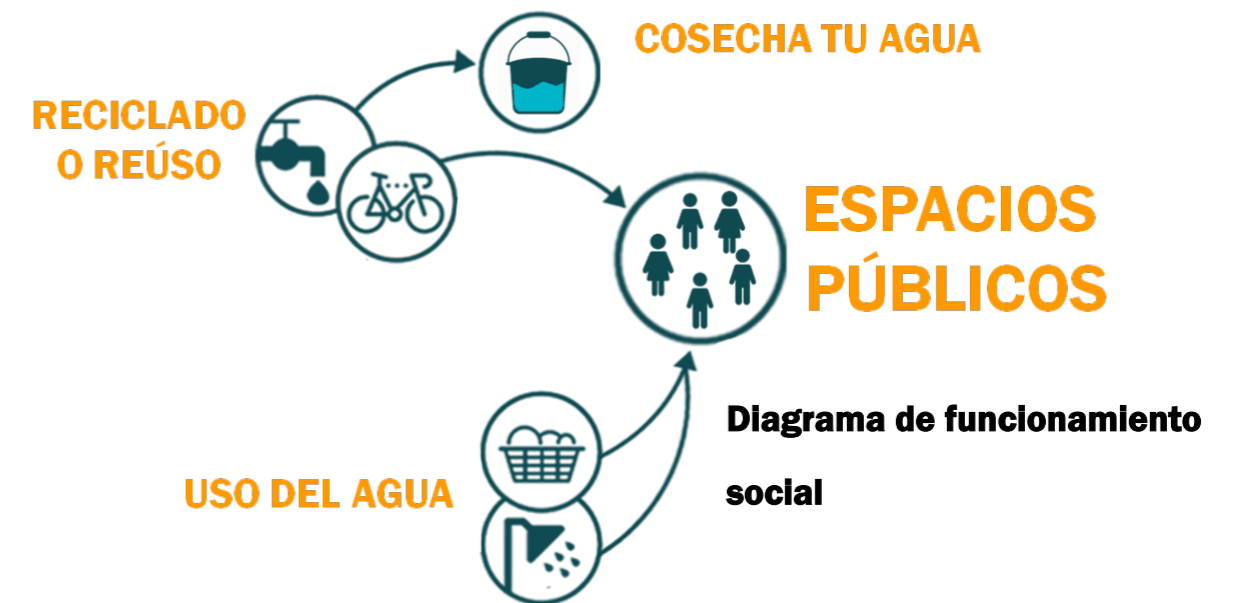 COSECHA TU AGUA
RECICLADO
O REÚSO
ESPACIOS
PÚBLICOS
Diagrama de funcionamiento
social
USO DEL AGUA